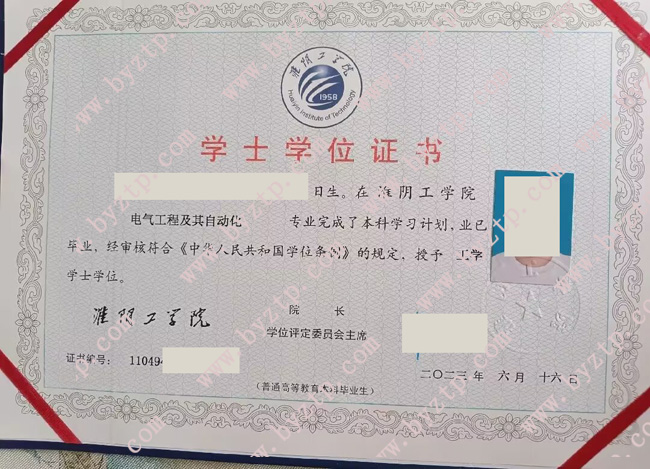 淮阴工学院
1958
Huaiyin Institute of Technology
学士学位证书
日生。在 淮阴工学院
电气工程及其自动化 专业完成了本科学习计划,业已
毕业,经审核符合《中华人民共和国学位条例》的规定,授予 工学
学士学位。
淮阴工学院
院 长
学位评定委员会主席
证书编号: 11049
二〇二三年 六月 十六日
(普通高等教育本科毕业生)
www.byztp.com